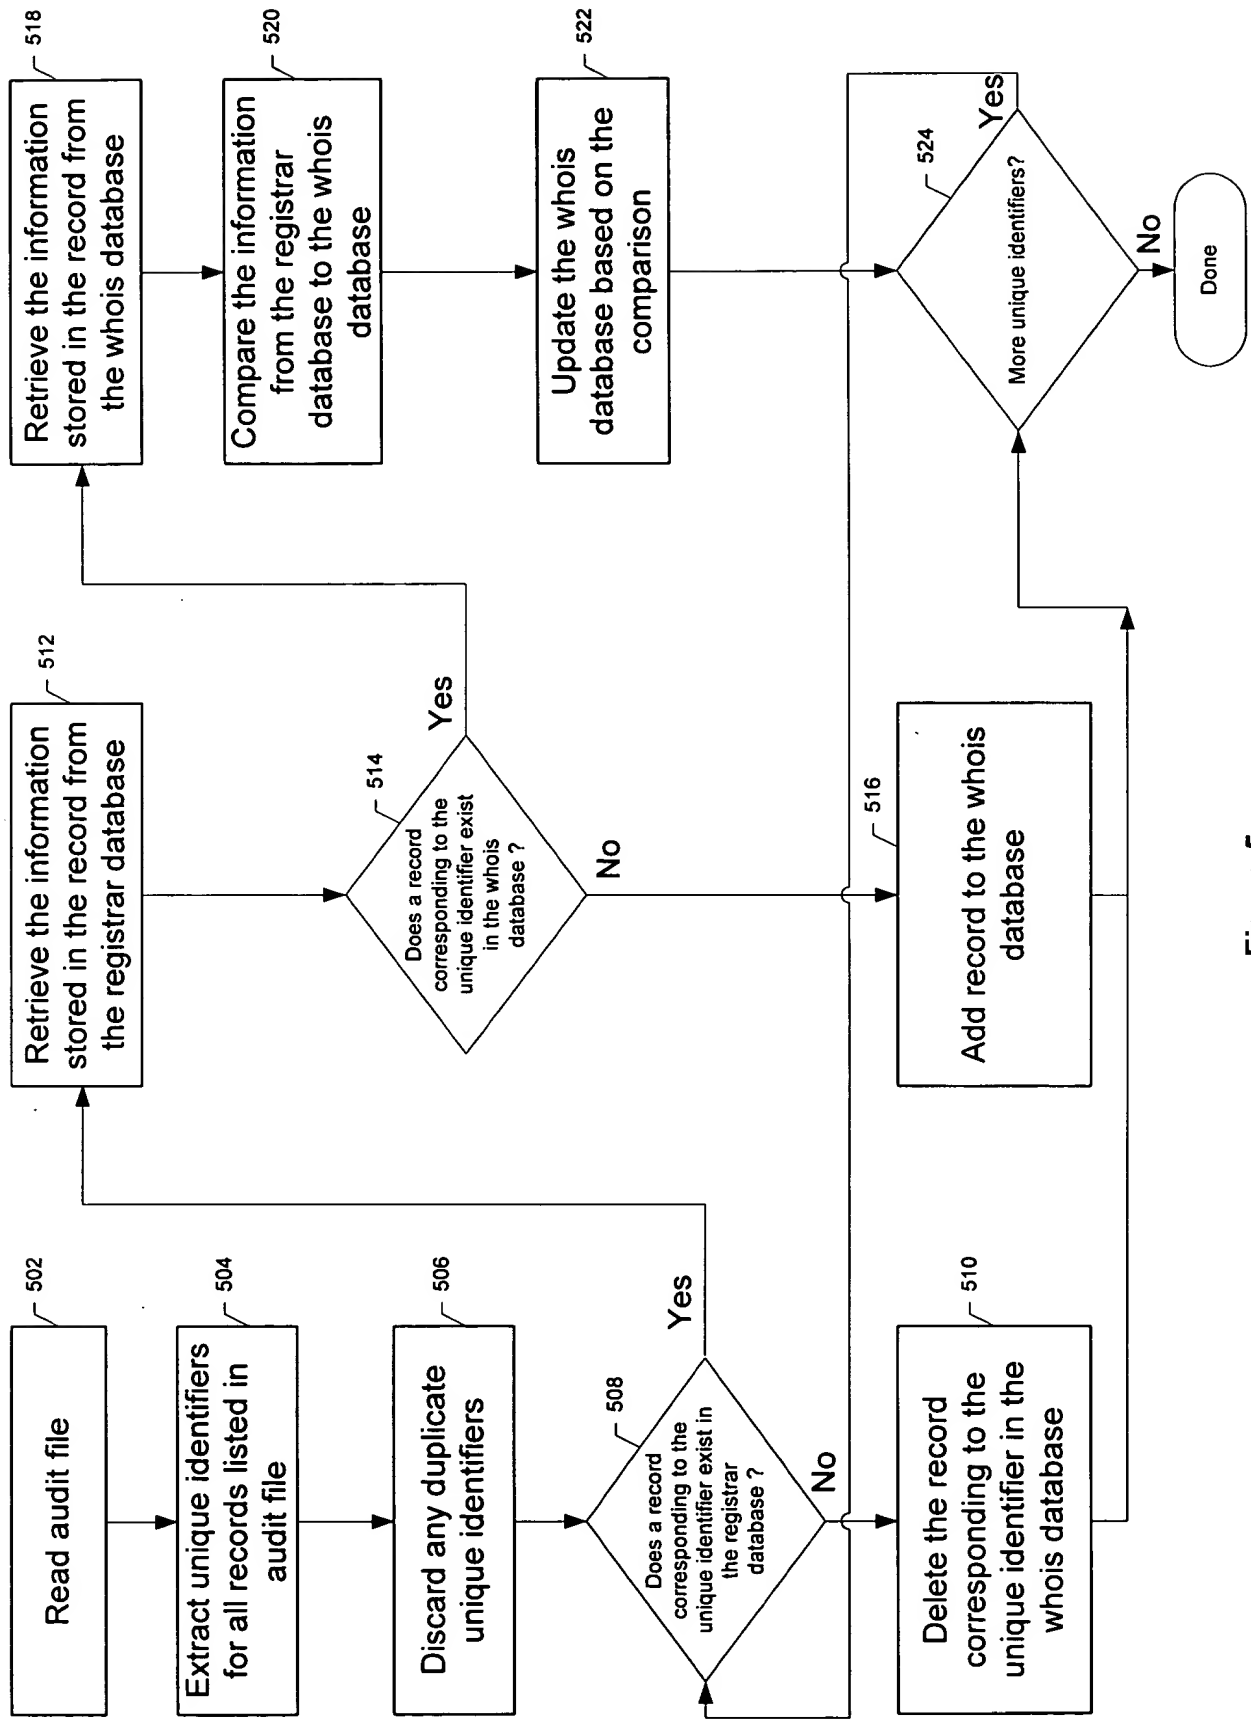 502
Read audit file
504
Extract unique identifiers
for all records listed in
audit file
506
Discard any duplicate
unique identifiers
508
Does a record
corresponding to the
unique identifier exist in
the registrar
database ?
Yes
No
510
Delete the record
corresponding to the
unique identifier in the
whois database
512
Retrieve the information
stored in the record from
the registrar database
514
Does a record
corresponding to the
unique identifier exist
in the whois
database ?
Yes
No
516
Add record to the whois
database
518
Retrieve the information
stored in the record from
the whois database
520
Compare the information
from the registrar
database to the whois
database
522
Update the whois
database based on the
comparison
524
More unique identifiers?
Yes
No
Done